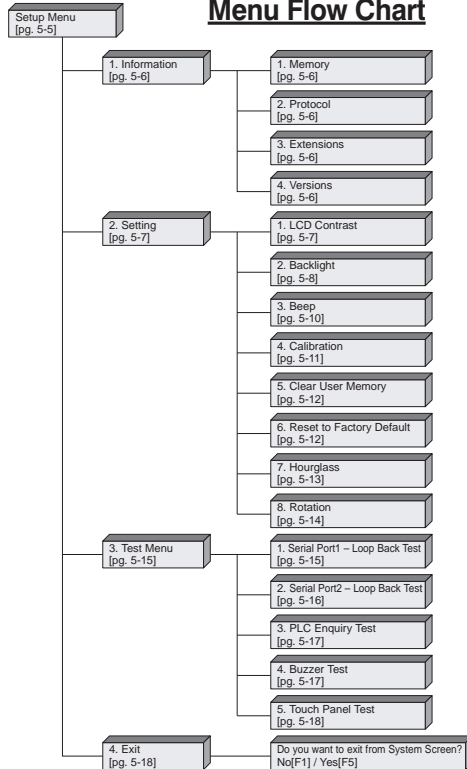 Menu Flow Chart
Setup Menu
[pg. 5-5]
1. Information
[pg. 5-6]
1. Memory
[pg. 5-6]
2. Protocol
[pg. 5-6]
3. Extensions
[pg. 5-6]
4. Versions
[pg. 5-6]
2. Setting
[pg. 5-7]
1. LCD Contrast
[pg. 5-7]
2. Backlight
[pg. 5-8]
3. Beep
[pg. 5-10]
4. Calibration
[pg. 5-11]
5. Clear User Memory
[pg. 5-12]
6. Reset to Factory Default
[pg. 5-12]
7. Hourglass
[pg. 5-13]
8. Rotation
[pg. 5-14]
3. Test Menu
[pg. 5-15]
1. Serial Port1 – Loop Back Test
[pg. 5-15]
2. Serial Port2 – Loop Back Test
[pg. 5-16]
3. PLC Enquiry Test
[pg. 5-17]
4. Buzzer Test
[pg. 5-17]
5. Touch Panel Test
[pg. 5-18]
4. Exit
[pg. 5-18]
Do you want to exit from System Screen?
No[F1] / Yes[F5]